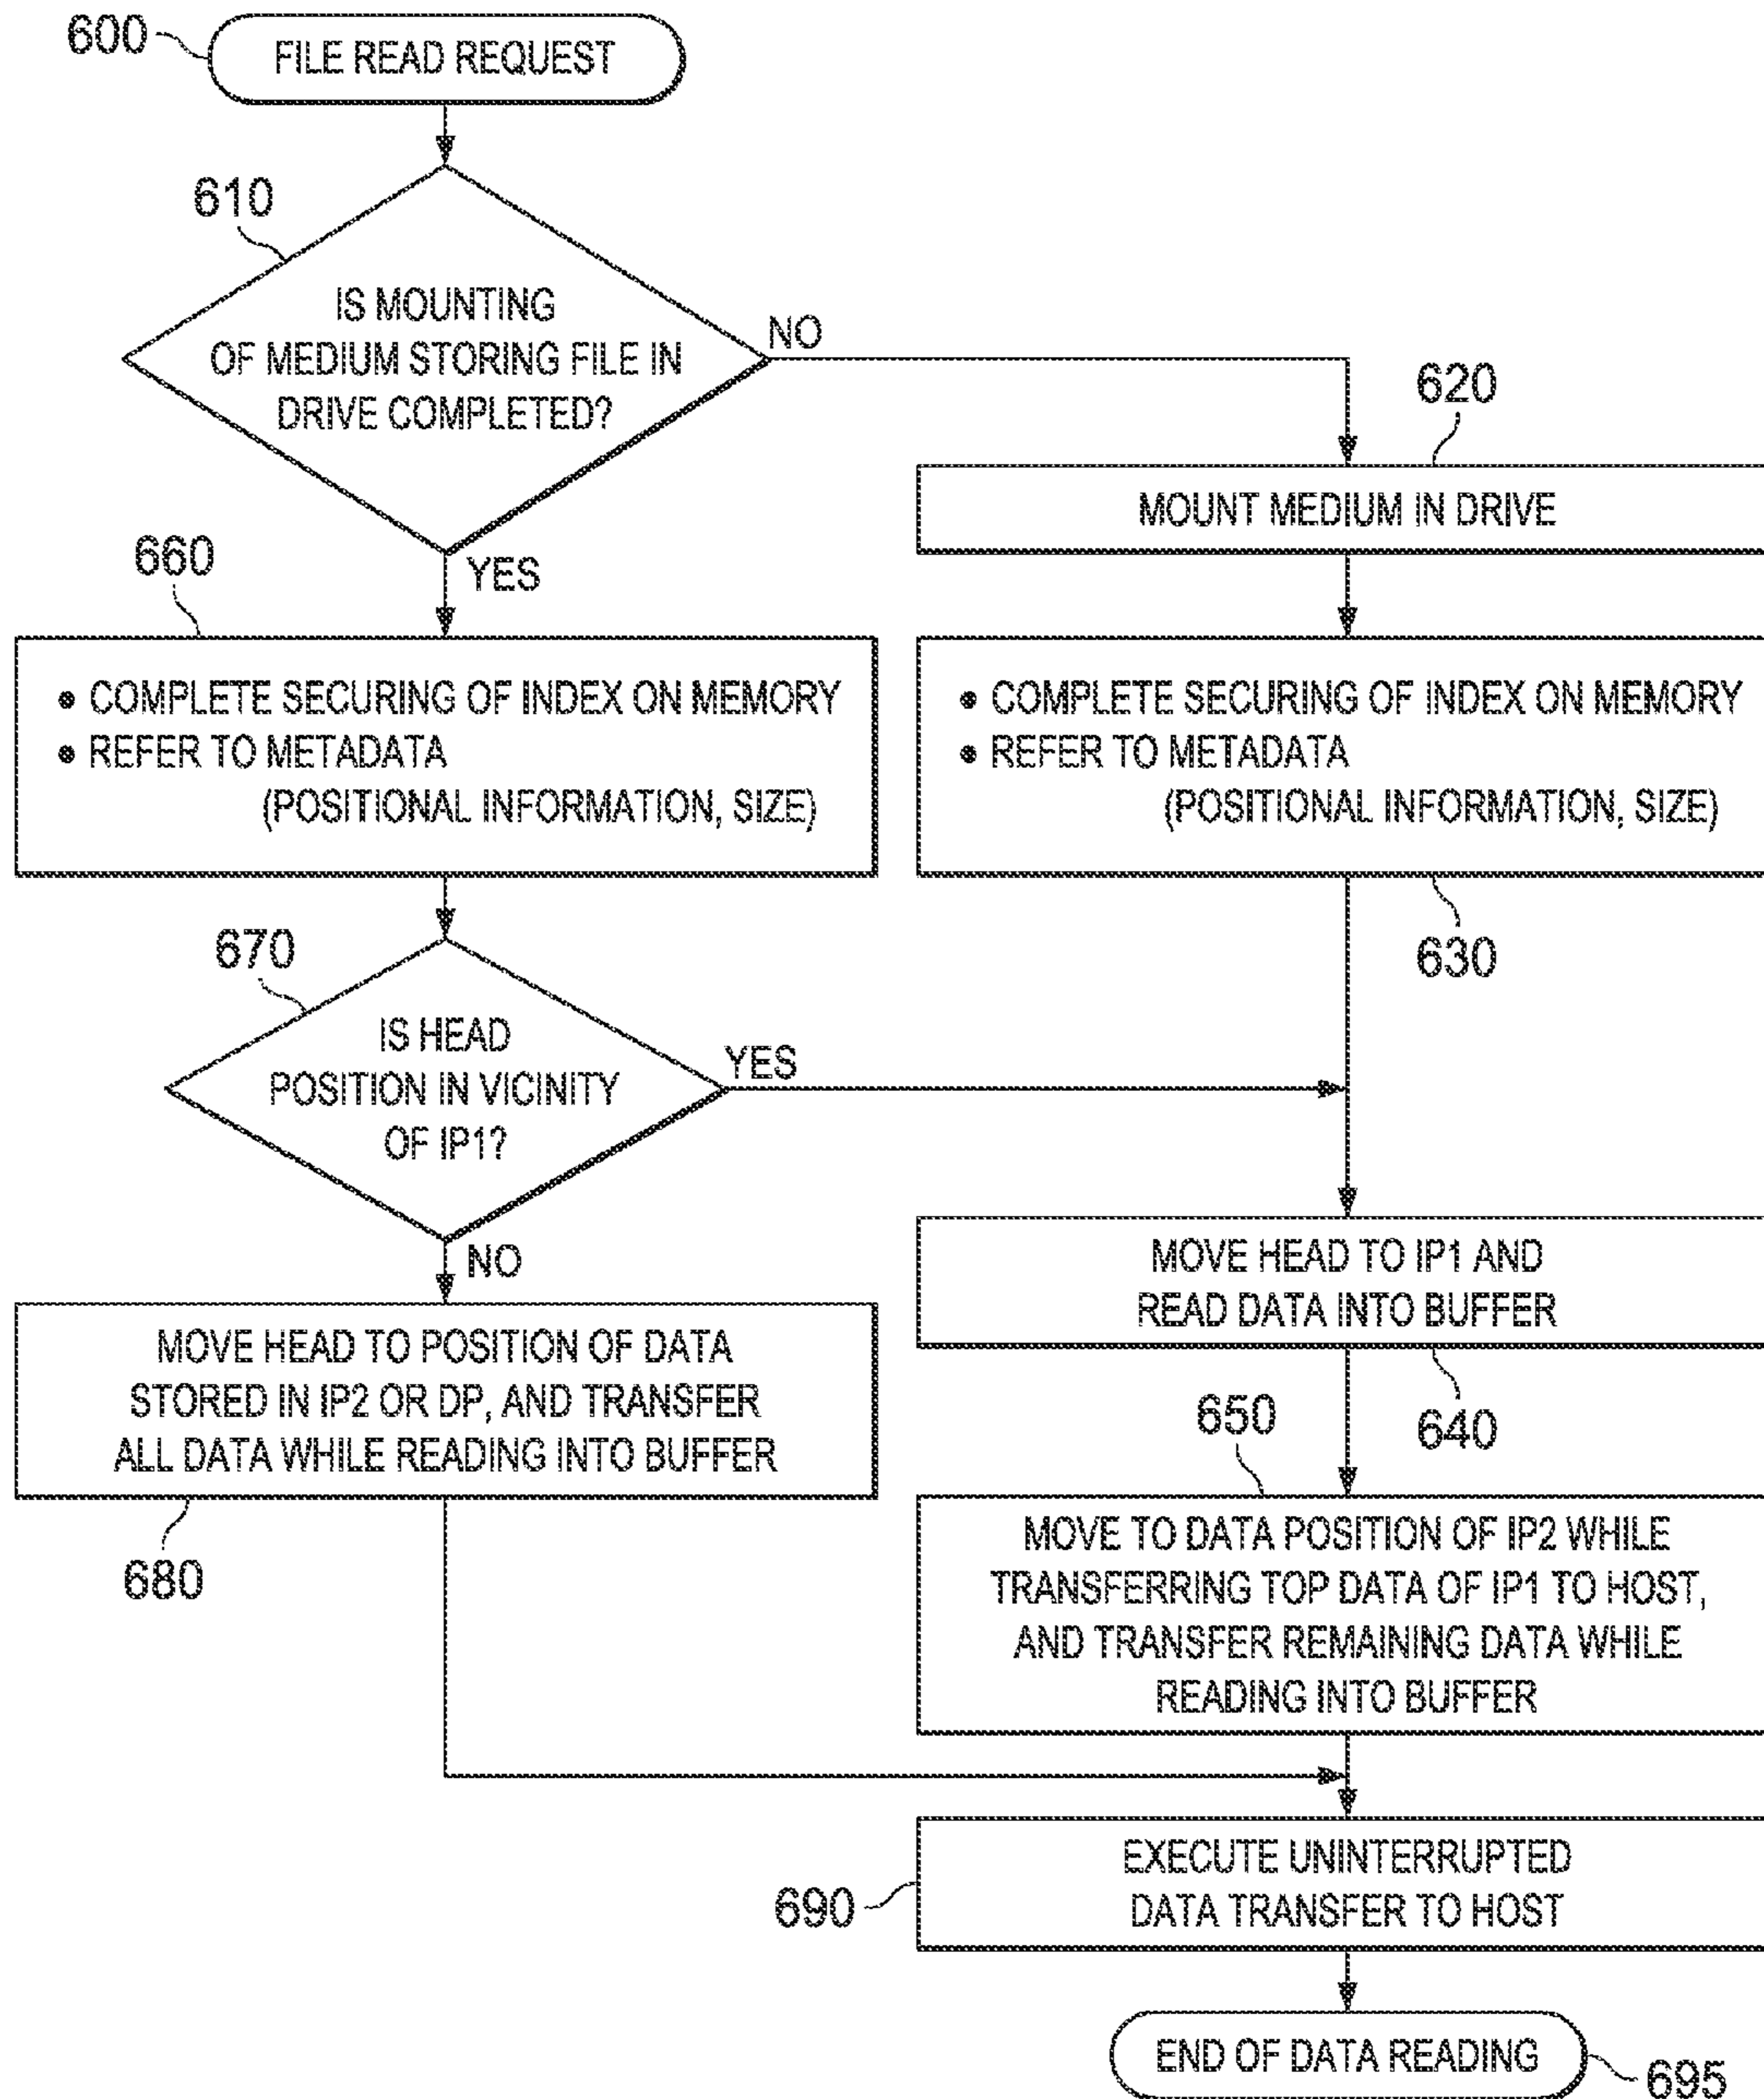 600
FILE READ REQUEST
610
IS MOUNTING
OF MEDIUM STORING FILE IN
DRIVE COMPLETED?
NO
YES
620
MOUNT MEDIUM IN DRIVE
660
• COMPLETE SECURING OF INDEX ON MEMORY
• REFER TO METADATA
(POSITIONAL INFORMATION, SIZE)
• COMPLETE SECURING OF INDEX ON MEMORY
• REFER TO METADATA
(POSITIONAL INFORMATION, SIZE)
630
670
IS HEAD
POSITION IN VICINITY
OF IP1?
YES
NO
MOVE HEAD TO IP1 AND
READ DATA INTO BUFFER
640
MOVE HEAD TO POSITION OF DATA
STORED IN IP2 OR DP, AND TRANSFER
ALL DATA WHILE READING INTO BUFFER
680
650
MOVE TO DATA POSITION OF IP2 WHILE
TRANSFERRING TOP DATA OF IP1 TO HOST,
AND TRANSFER REMAINING DATA WHILE
READING INTO BUFFER
690
EXECUTE UNINTERRUPTED
DATA TRANSFER TO HOST
END OF DATA READING
695